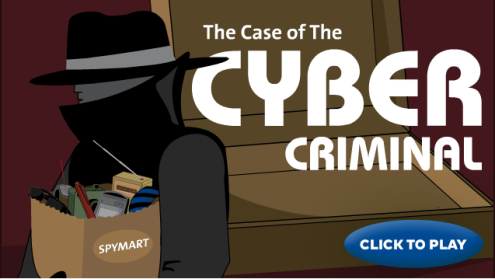 The Case of The
CYBER
CRIMINAL
SPYMART
CLICK TO PLAY